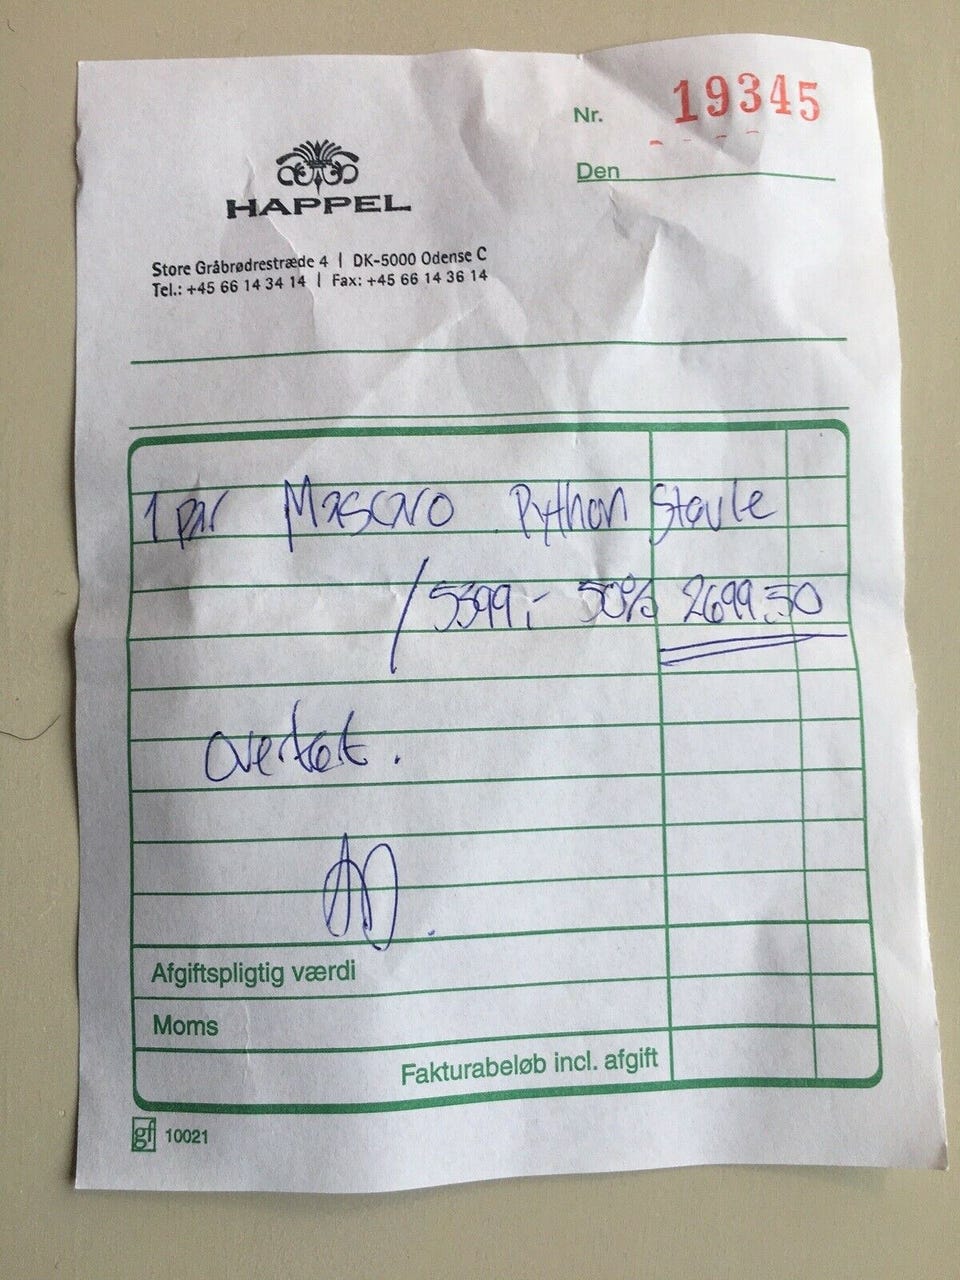 Nr. 19345
Den
HAPPEL
Store Gråbrødrestræde 4 | DK-5000 Odense C
Tel.: +45 66 14 34 14 | Fax: +45 66 14 36 14
1 par Mascaro Python Støvle
/ 5399,- 50% 2699,50
Overtøt.
Afgiftspligtig værdi
Moms
Fakturabeløb incl. afgift
gf 10021